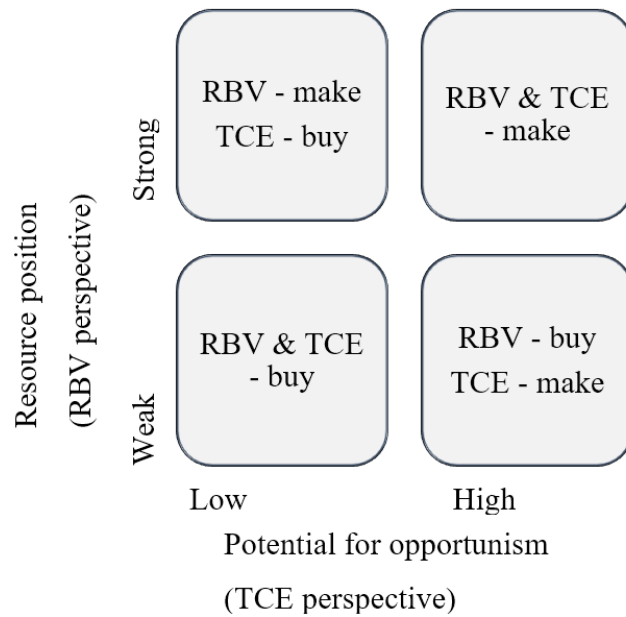 RBV - make
TCE - buy
RBV & TCE
- make
Strong
Resource position
(RBV perspective)
RBV & TCE
- buy
RBV - buy
TCE - make
Weak
Low
High
Potential for opportunism
(TCE perspective)